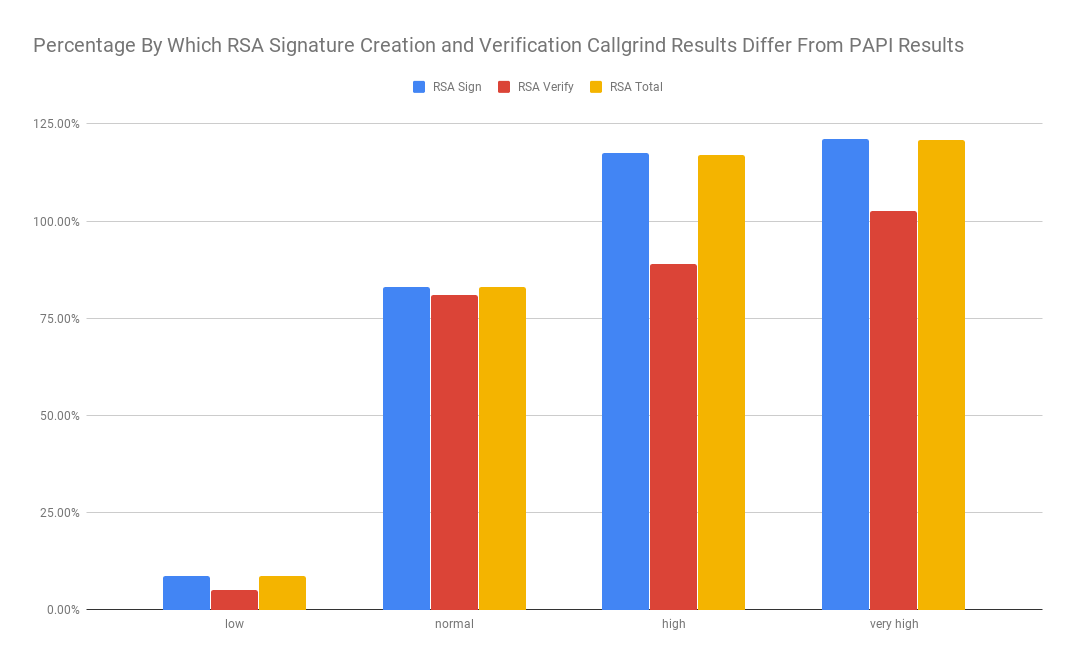 Percentage By Which RSA Signature Creation and Verification Callgrind Results Differ From PAPI Results
RSA Sign RSA Verify RSA Total
125.00%
100.00%
75.00%
50.00%
25.00%
0.00%
low normal high very high